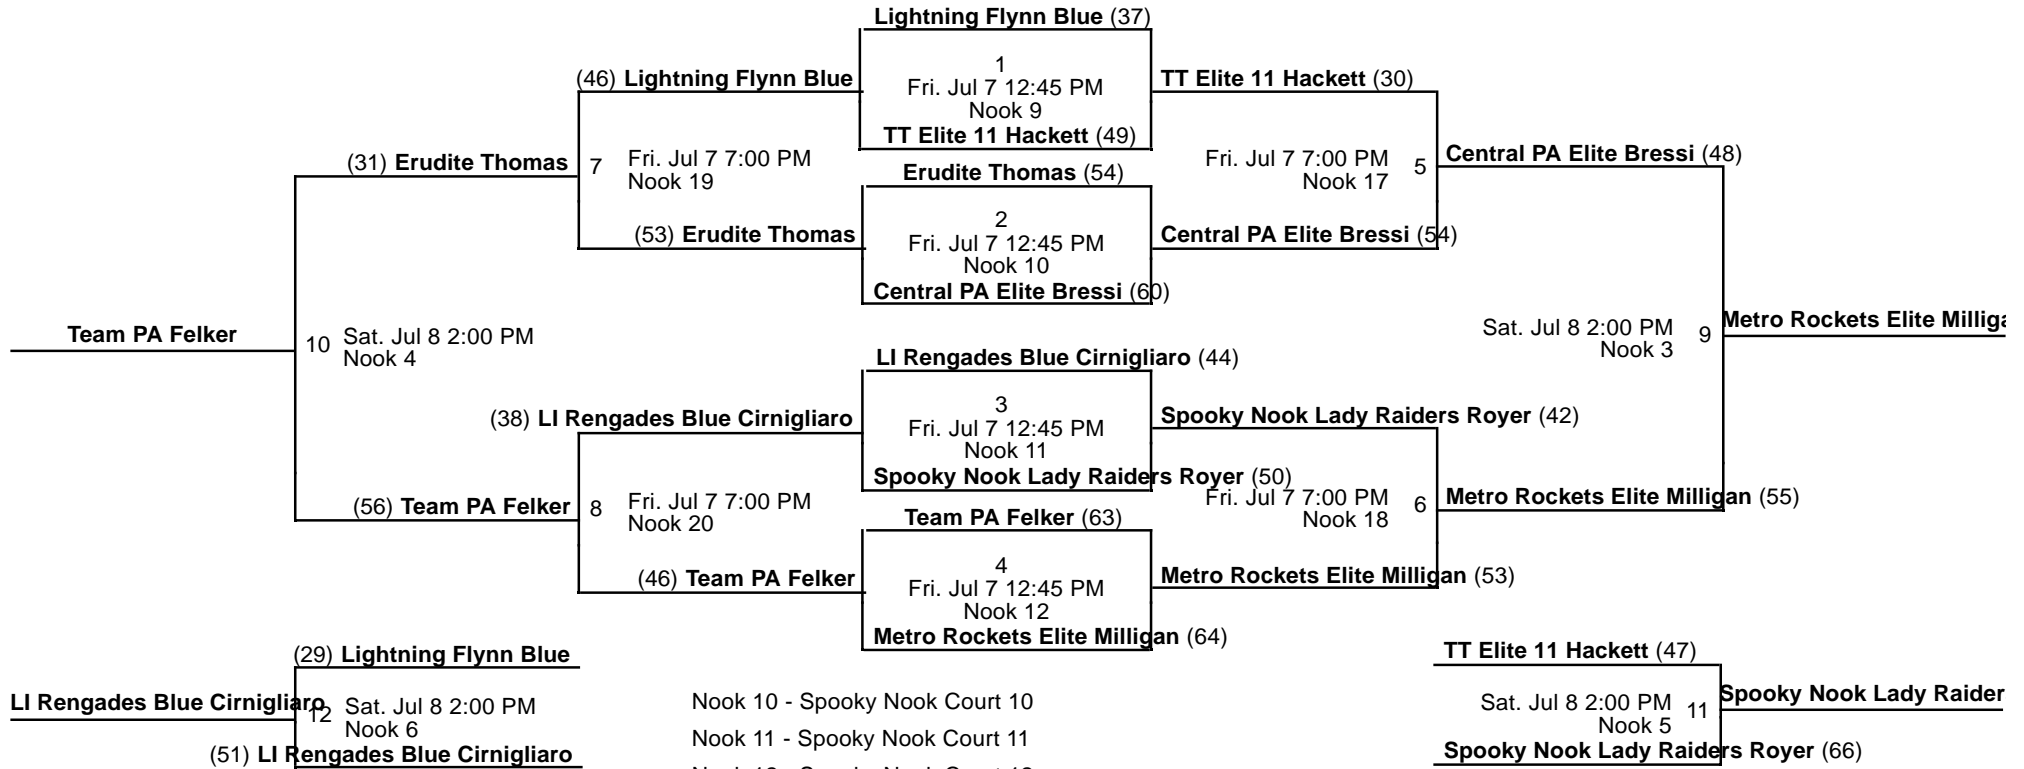 Lightning Flynn Blue (37)
1
Fri. Jul 7 12:45 PM
Nook 9
TT Elite 11 Hackett (49)
(46) Lightning Flynn Blue
TT Elite 11 Hackett (30)
(31) Erudite Thomas
7 Fri. Jul 7 7:00 PM
Nook 19
Fri. Jul 7 7:00 PM 5
Nook 17
Central PA Elite Bressi (48)
Erudite Thomas (54)
2
Fri. Jul 7 12:45 PM
Nook 10
Central PA Elite Bressi (60)
(53) Erudite Thomas
Central PA Elite Bressi (54)
Team PA Felker
10 Sat. Jul 8 2:00 PM
Nook 4
Sat. Jul 8 2:00 PM 9
Nook 3
Metro Rockets Elite Milliga
LI Rengades Blue Cirnigliaro (44)
3
Fri. Jul 7 12:45 PM
Nook 11
Spooky Nook Lady Raiders Royer (50)
(38) LI Rengades Blue Cirnigliaro
Spooky Nook Lady Raiders Royer (42)
(56) Team PA Felker
8 Fri. Jul 7 7:00 PM
Nook 20
Fri. Jul 7 7:00 PM 6
Nook 18
Metro Rockets Elite Milligan (55)
Team PA Felker (63)
4
Fri. Jul 7 12:45 PM
Nook 12
Metro Rockets Elite Milligan (64)
(46) Team PA Felker
Metro Rockets Elite Milligan (53)
(29) Lightning Flynn Blue
LI Rengades Blue Cirnigliaro
12 Sat. Jul 8 2:00 PM
Nook 6
(51) LI Rengades Blue Cirnigliaro
Nook 10 - Spooky Nook Court 10
Nook 11 - Spooky Nook Court 11
TT Elite 11 Hackett (47)
Sat. Jul 8 2:00 PM 11
Nook 5
Spooky Nook Lady Raider
Spooky Nook Lady Raiders Royer (66)